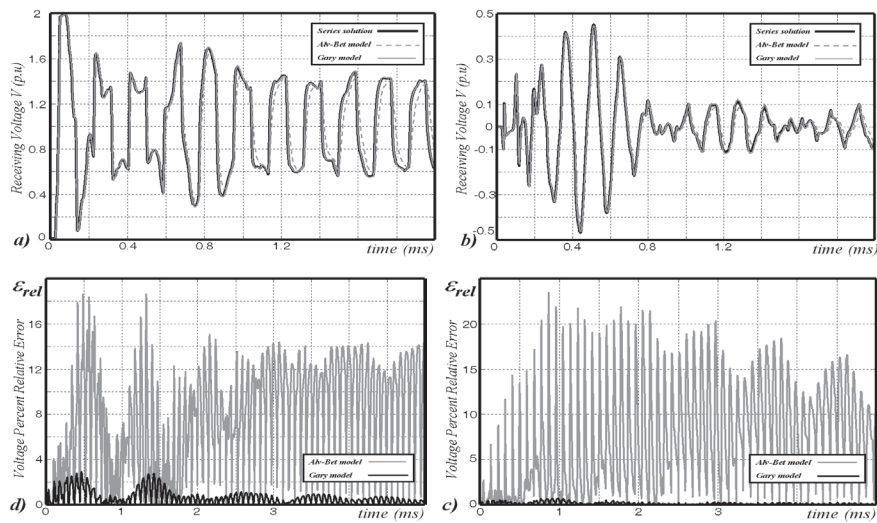 2
1.6
1.2
0.8
0.4
0
Receiving Voltage V (p.u)
Series solution
Alv-Bet model
Gary model
0.4
0.8
1.2
time (ms)
a)
0.5
0.3
0.1
0
-0.1
-0.3
-0.5
Receiving Voltage V (p.u)
Series solution
Alv-Bet model
Gary model
0
0.4
0.8
1.2
time (ms)
b)
εrel
16
12
8
4
0
Voltage Percent Relative Error
Alv-Bet model
Gary model
1
2
3
time (ms)
d)
εrel
20
15
10
5
0
Voltage Percent Relative Error
Alv-Bet model
Gary model
0
1
2
3
time (ms)
c)